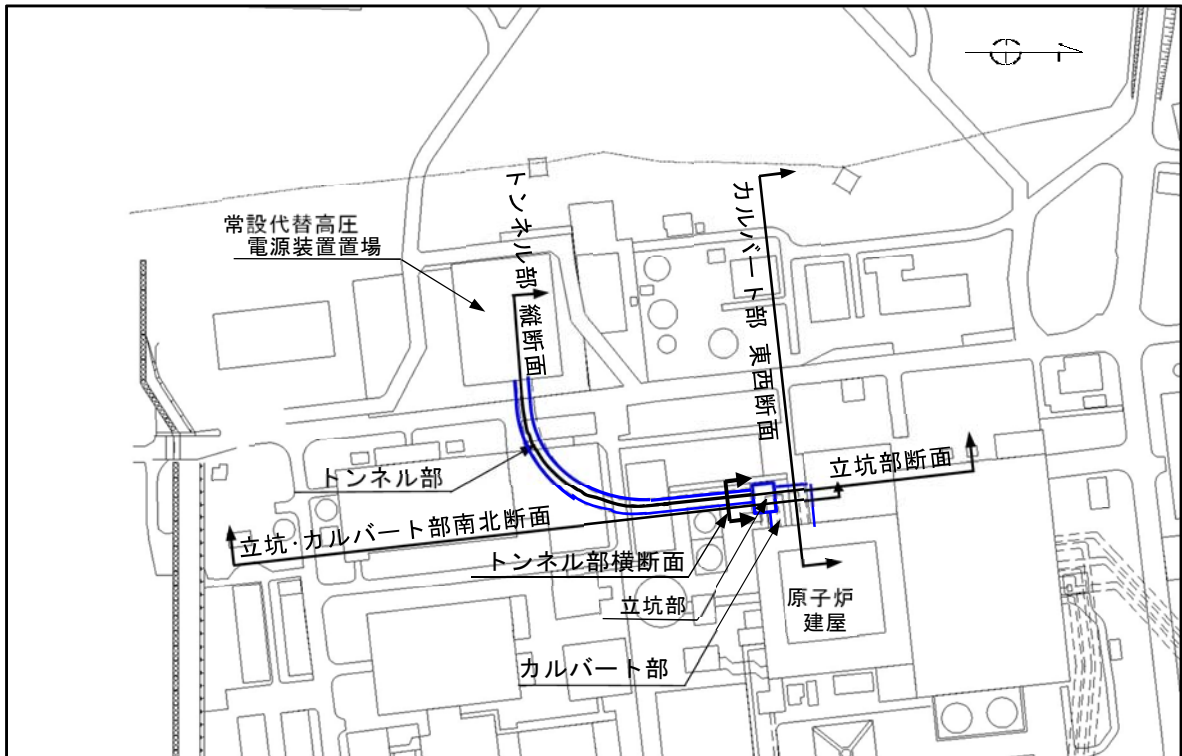 常設代替高圧
電源装置置場
トンネル部 縦断面
カルバート部 東西断面
トンネル部
立坑部断面
立坑・カルバート部南北断面
トンネル部横断面
立坑部
カルバート部
原子炉
建屋